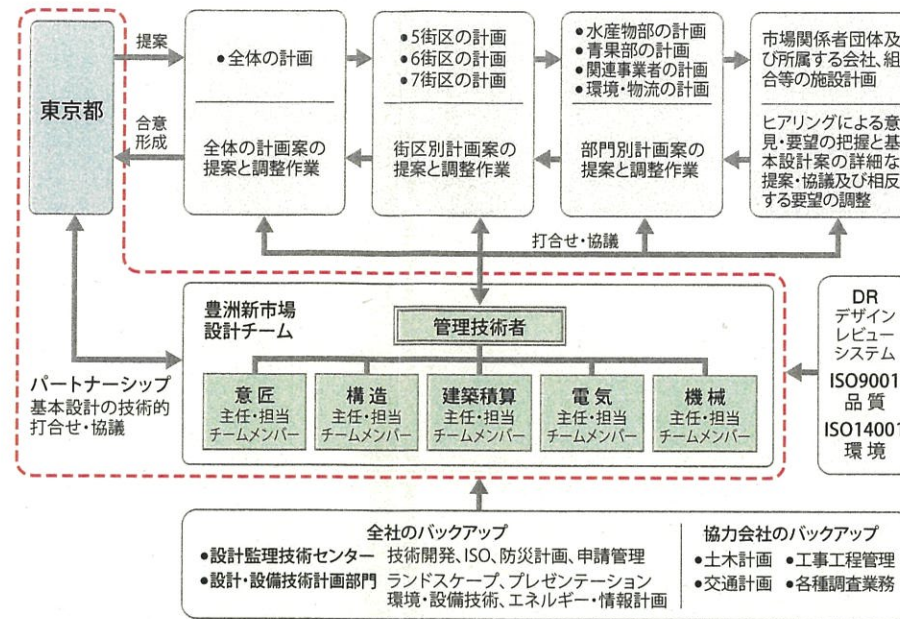 東京都
提案
合意
形成
●全体の計画
全体の計画案の
提案と調整作業
●5街区の計画
●6街区の計画
●7街区の計画
街区別計画案の
提案と調整作業
●水産物部の計画
●青果部の計画
●関連事業者の計画
●環境・物流の計画
部門別計画案の
提案と調整作業
市場関係者団体及
び所属する会社、組
合等の施設計画
ヒアリングによる意
見・要望の把握と基
本設計案の詳細な
提案・協議及び相反
する要望の調整
打合せ・協議
豊洲新市場
設計チーム
管理技術者
意匠
主任・担当
チームメンバー
構造
主任・担当
チームメンバー
建築積算
主任・担当
チームメンバー
電気
主任・担当
チームメンバー
機械
主任・担当
チームメンバー
パートナーシップ
基本設計の技術的
打合せ・協議
DR
デザイン
レビュー
システム
ISO9001
品質
ISO14001
環境
全社のバックアップ
●設計監理技術センター 技術開発、ISO、防災計画、申請管理
●設計・設備技術計画部門 ランドスケープ、プレゼンテーション
環境・設備技術、エネルギー・情報計画
協力会社のバックアップ
●土木計画 ●工事工程管理
●交通計画 ●各種調査業務